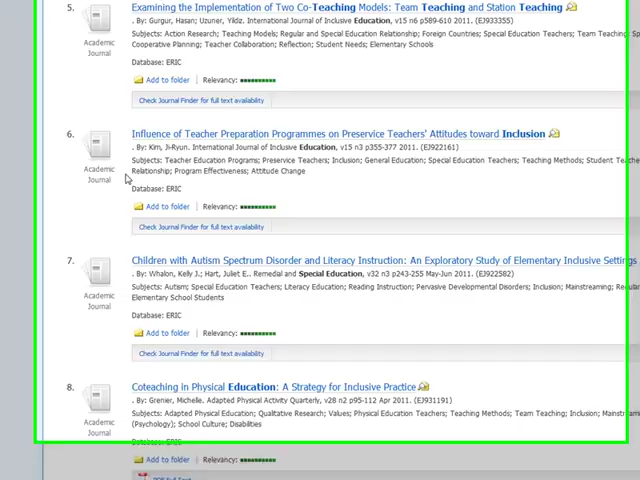 5. Examining the Implementation of Two Co-Teaching Models: Team Teaching and Station Teaching
. By: Gurgur, Hasan; Uzuner, Yildiz. International Journal of Inclusive Education, v15 n6 p589-610 2011. (EJ933355)
Academic
Journal
Subjects: Action Research; Teaching Models; Regular and Special Education Relationship; Foreign Countries; Special Education Teachers; Team Teaching;
Cooperative Planning; Teacher Collaboration; Reflection; Student Needs; Elementary Schools
Database: ERIC
Add to folder | Relevancy:
Check Journal Finder for full text availability
6. Influence of Teacher Preparation Programmes on Preservice Teachers' Attitudes toward Inclusion
. By: Kim, Ji-Ryun. International Journal of Inclusive Education, v15 n3 p355-377 2011. (EJ922161)
Academic
Journal
Subjects: Teacher Education Programs; Preservice Teachers; Inclusion; General Education; Special Education Teachers; Teaching Methods; Student
Relationship; Program Effectiveness; Attitude Change
Database: ERIC
Add to folder | Relevancy:
Check Journal Finder for full text availability
7. Children with Autism Spectrum Disorder and Literacy Instruction: An Exploratory Study of Elementary Inclusive Settings
. By: Whalon, Kelly J.; Hart, Juliet E.. Remedial and Special Education, v32 n3 p243-255 May-Jun 2011. (EJ922582)
Academic
Journal
Subjects: Autism; Special Education Teachers; Literacy Education; Reading Instruction; Pervasive Developmental Disorders; Inclusion; Mainstreaming;
Elementary School Students
Database: ERIC
Add to folder | Relevancy:
Check Journal Finder for full text availability
8. Coteaching in Physical Education: A Strategy for Inclusive Practice
. By: Grenier, Michelle. Adapted Physical Activity Quarterly, v28 n2 p95-112 Apr 2011. (EJ931191)
Academic
Journal
Subjects: Adapted Physical Education; Qualitative Research; Values; Physical Education Teachers; Teaching Methods; Team Teaching; Inclusion;
(Psychology); School Culture; Disabilities
Database: ERIC
Add to folder | Relevancy:
PDF Full Text